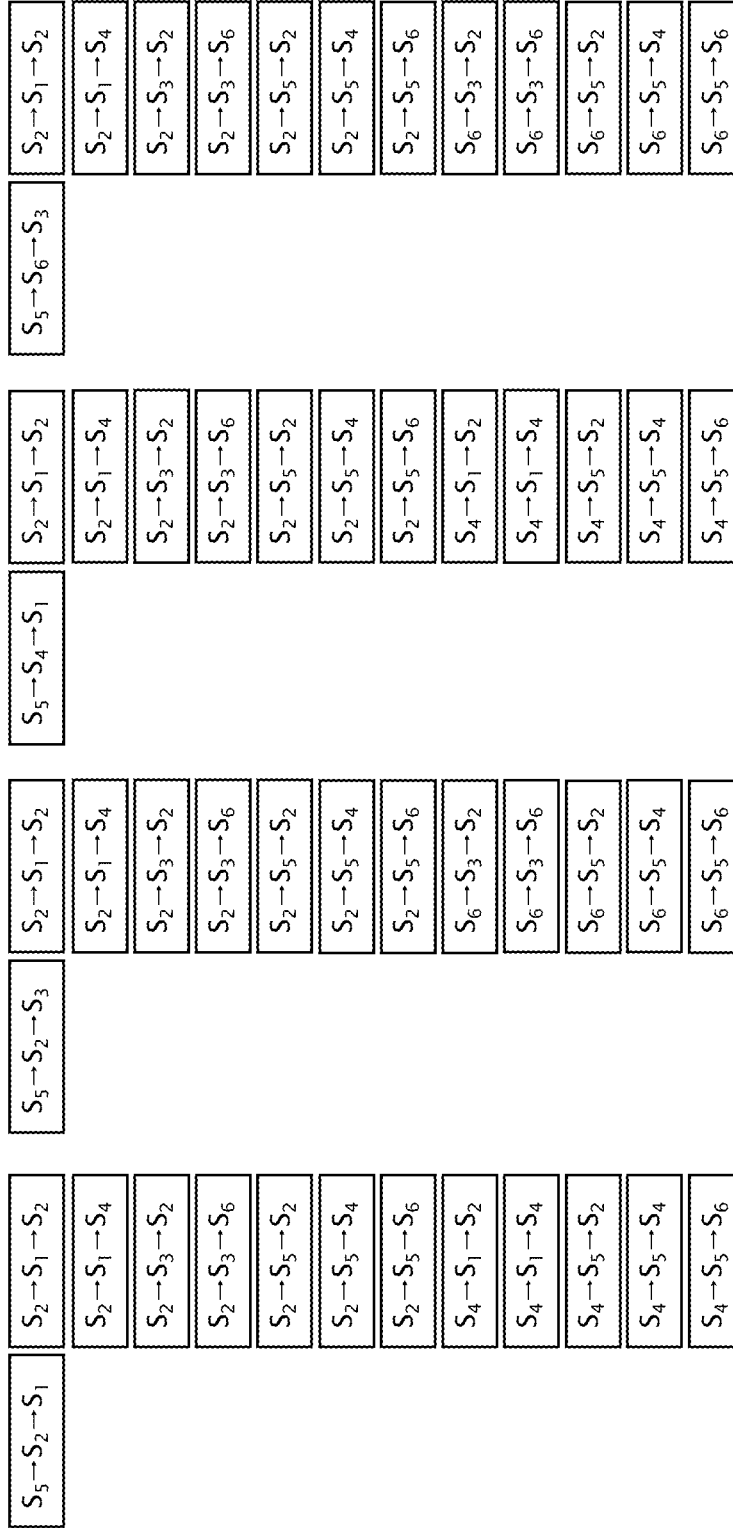 S₅→S₂→S₁
S₂→S₁→S₂
S₂→S₁→S₄
S₂→S₃→S₂
S₂→S₃→S₆
S₂→S₅→S₂
S₂→S₅→S₄
S₂→S₅→S₆
S₄→S₁→S₂
S₄→S₁→S₄
S₄→S₅→S₂
S₄→S₅→S₄
S₄→S₅→S₆
S₅→S₂→S₃
S₂→S₁→S₂
S₂→S₁→S₄
S₂→S₃→S₂
S₂→S₃→S₆
S₂→S₅→S₂
S₂→S₅→S₄
S₂→S₅→S₆
S₆→S₃→S₂
S₆→S₃→S₆
S₆→S₅→S₂
S₆→S₅→S₄
S₆→S₅→S₆
S₅→S₄→S₁
S₂→S₁→S₂
S₂→S₁→S₄
S₂→S₃→S₂
S₂→S₃→S₆
S₂→S₅→S₂
S₂→S₅→S₄
S₂→S₅→S₆
S₄→S₁→S₂
S₄→S₁→S₄
S₄→S₅→S₂
S₄→S₅→S₄
S₄→S₅→S₆
S₅→S₆→S₃
S₂→S₁→S₂
S₂→S₁→S₄
S₂→S₃→S₂
S₂→S₃→S₆
S₂→S₅→S₂
S₂→S₅→S₄
S₂→S₅→S₆
S₆→S₃→S₂
S₆→S₃→S₆
S₆→S₅→S₂
S₆→S₅→S₄
S₆→S₅→S₆